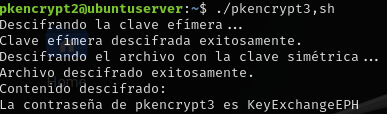 pkencrypt2@ubuntuserver:~$ ./pkencrypt3,sh
Descifrando la clave efímera...
Clave efímera descifrada exitosamente.
Descifrando el archivo con la clave simétrica...
Archivo descifrado exitosamente.
Contenido descifrado:
La contraseña de pkencrypt3 es KeyExchangeEPH